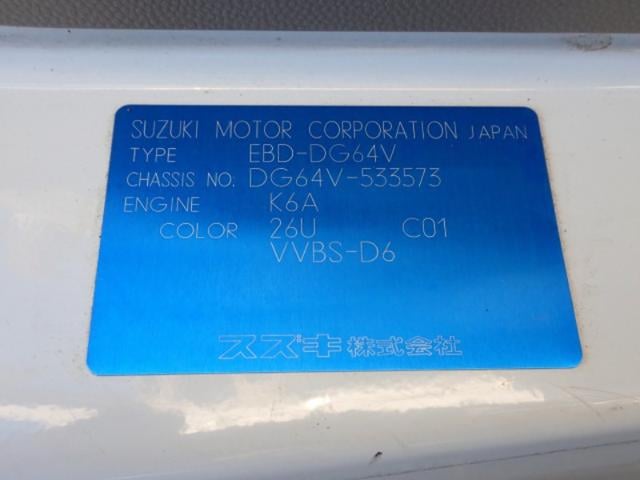 SUZUKI MOTOR CORPORATION JAPAN
TYPE EBD-DG64V
CHASSIS NO. DG64V-533573
ENGINE K6A
COLOR 26U C01
VVBS-D6
スズキ株式会社